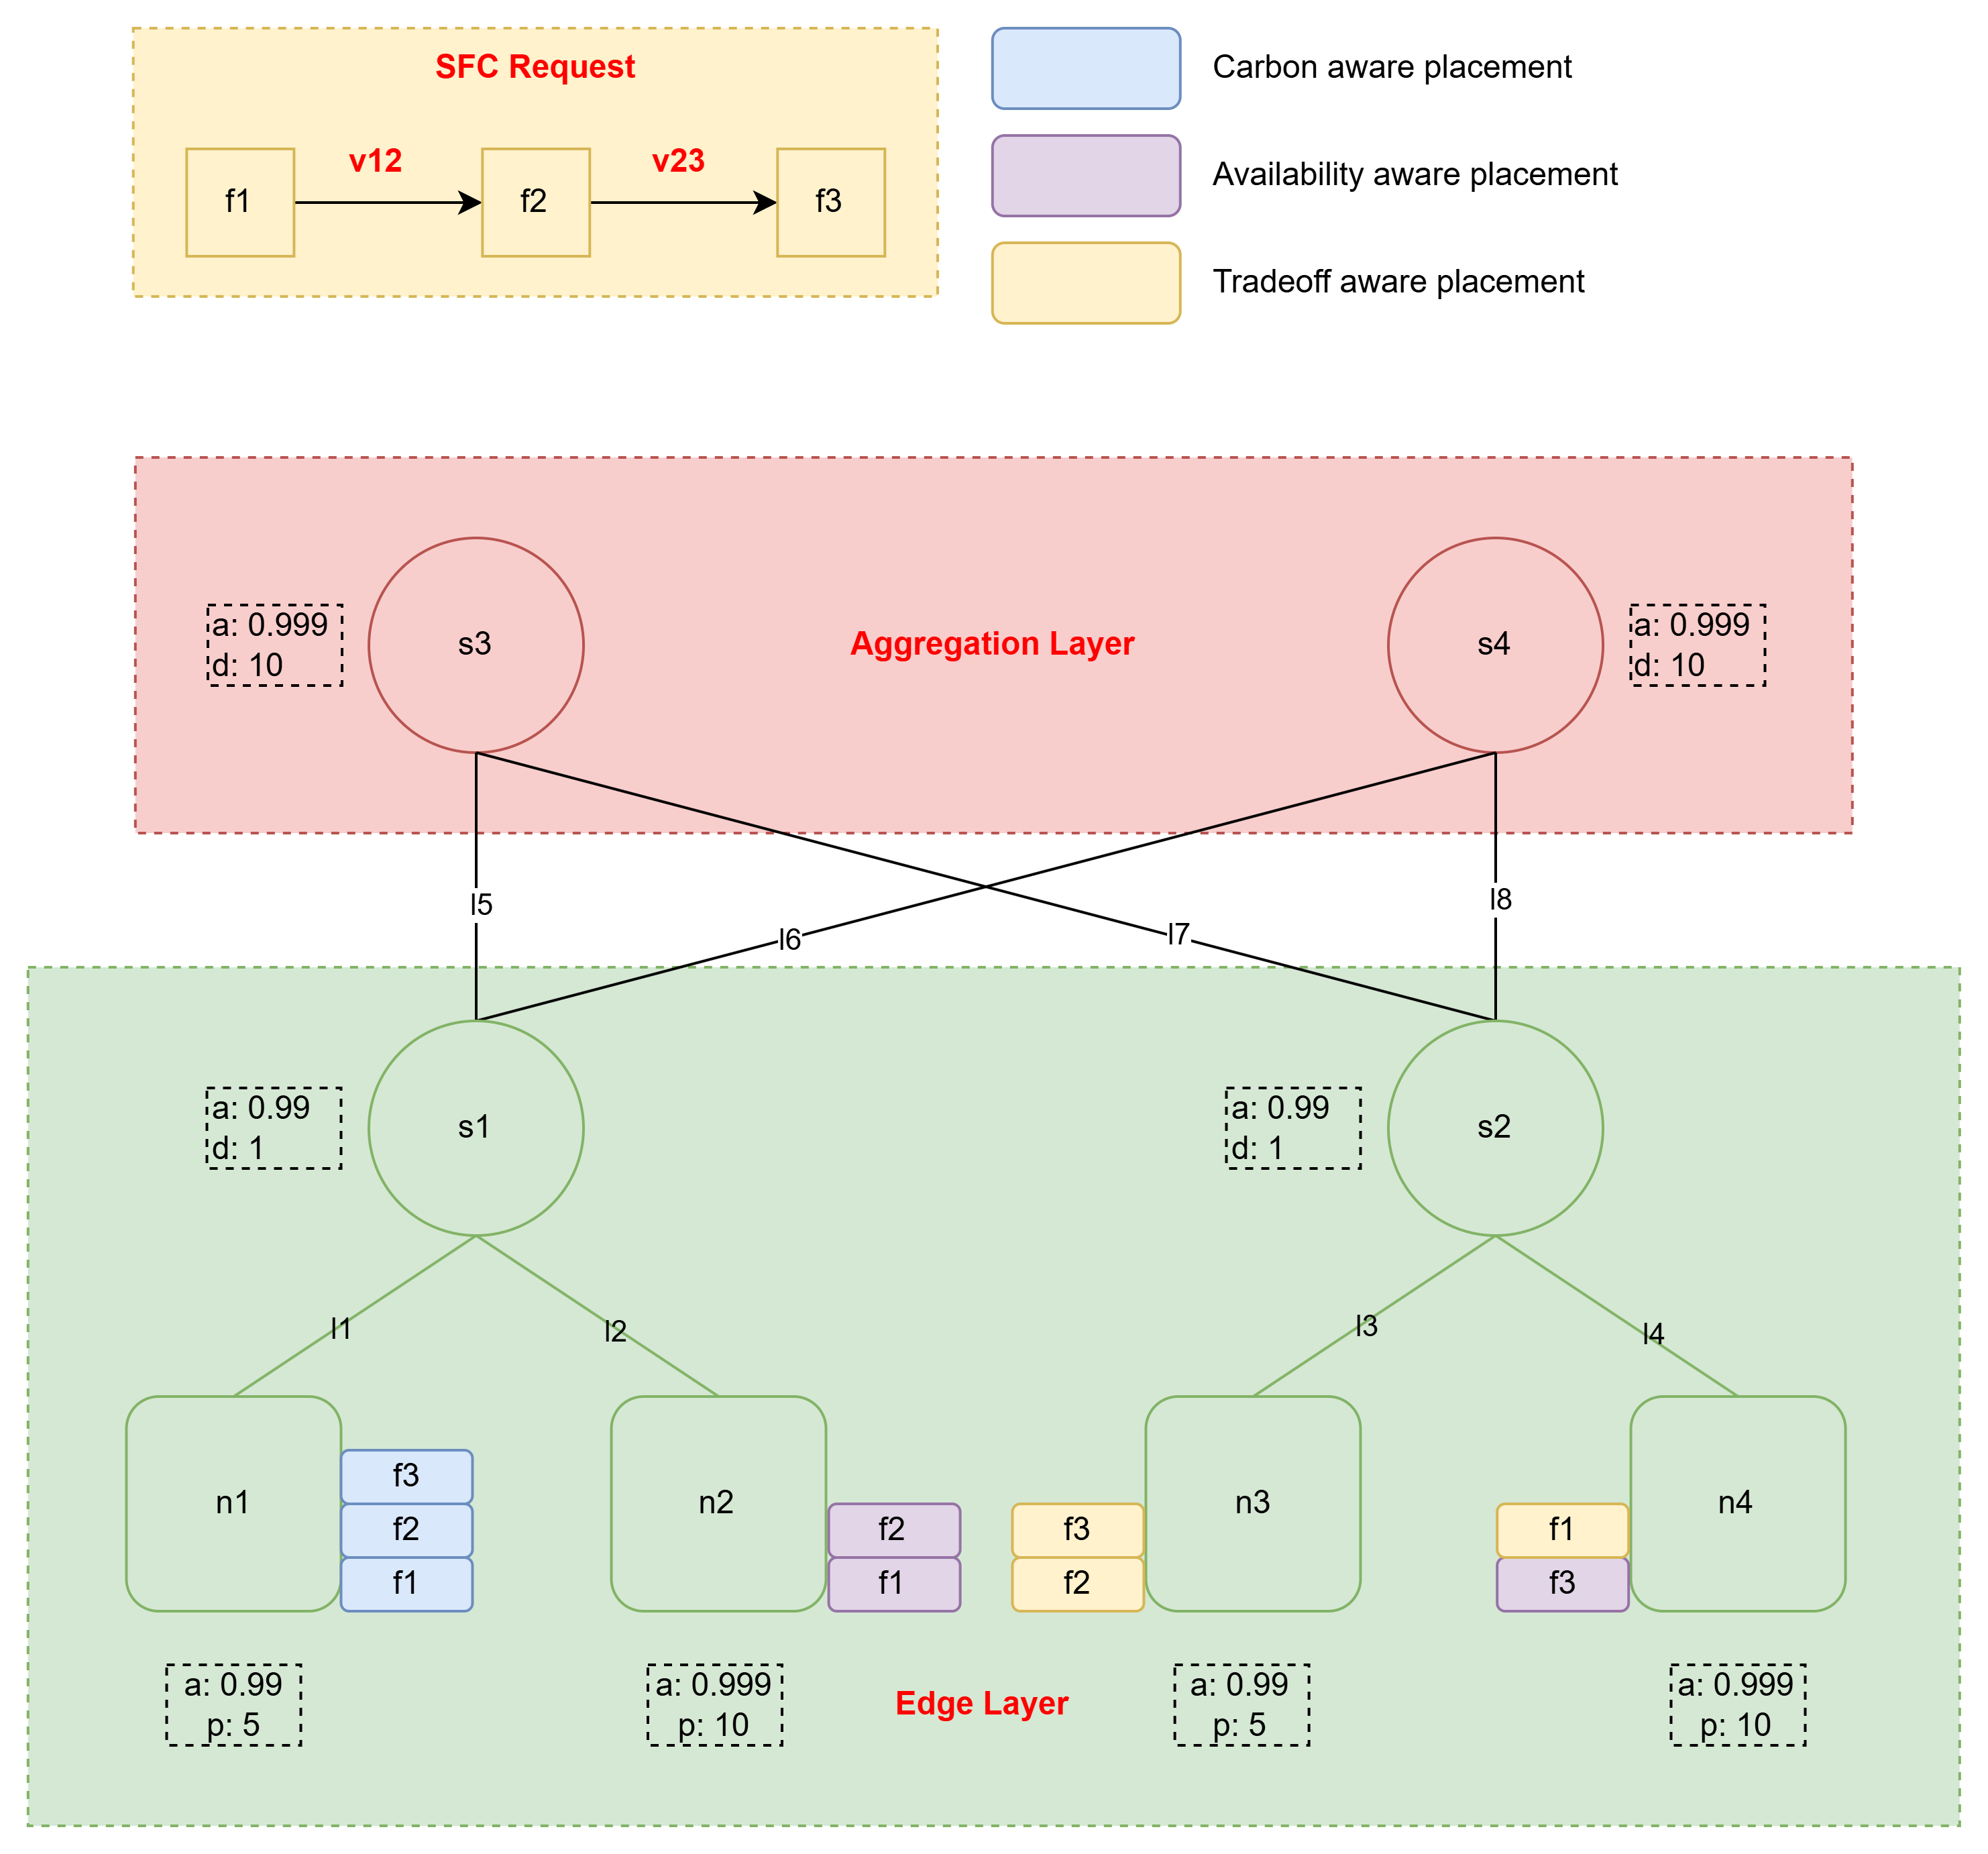 SFC Request
v12
v23
f1
f2
f3
Carbon aware placement
Availability aware placement
Tradeoff aware placement
a: 0.999
d: 10
s3
Aggregation Layer
s4
a: 0.999
d: 10
l5
l6
l7
l8
a: 0.99
d: 1
s1
a: 0.99
d: 1
s2
l1
l2
l3
l4
n1
f3
f2
f1
n2
f2
f1
f3
f2
n3
f1
f3
n4
a: 0.99
p: 5
a: 0.999
p: 10
Edge Layer
a: 0.99
p: 5
a: 0.999
p: 10